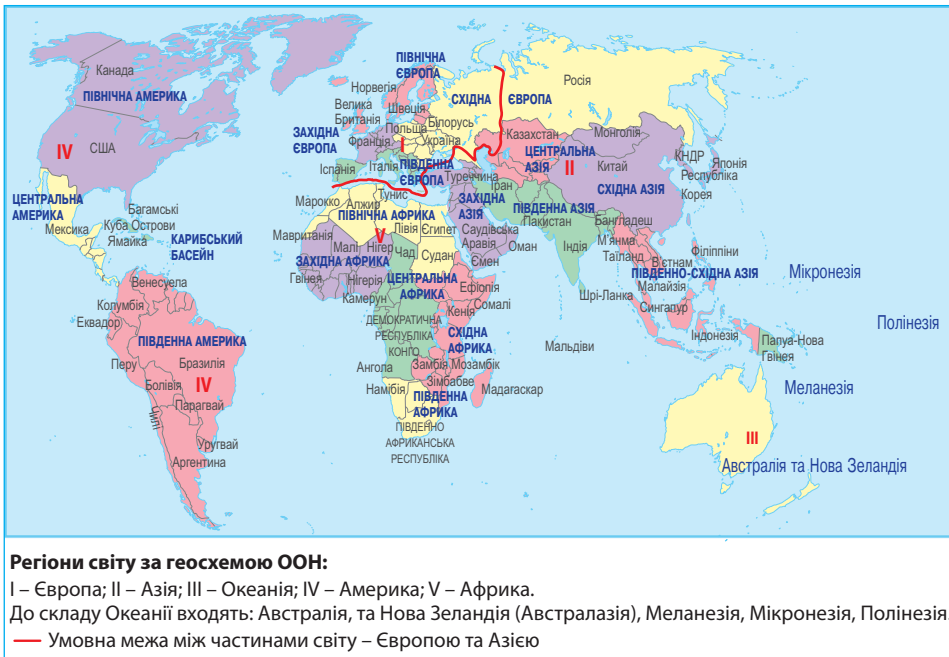 Канада
ПІВНІЧНА АМЕРИКА
США
IV
ЦЕНТРАЛЬНА
АМЕРИКА
Мексика
Багамські
Куба Острови
Ямайка
КАРИБСЬКИЙ
БАСЕЙН
Венесуела
Колумбія
Еквадор
ПІВДЕННА АМЕРИКА
Бразилія
Перу
IV
Болівія
Парагвай
Чилі
Уругвай
Аргентина
ПІВНІЧНА
ЄВРОПА
Норвегія
Швеція
СХІДНА ЄВРОПА
Росія
Велика
Британія
ЗАХІДНА
ЄВРОПА
Польща
Білорусь
Україна
I
Франція
Італія
Іспанія
ПІВДЕННА
ЄВРОПА
Казахстан
Монголія
ЦЕНТРАЛЬНА
АЗІЯ
II
Китай
КНДР
Японія
Республіка
Корея
СХІДНА АЗІЯ
Туреччина
Іран
ЗАХІДНА
АЗІЯ
ПІВДЕННА АЗІЯ
Пакистан
Бангладеш
Саудівська
Аравія
Оман
Ємен
Індія
М'янма
Таїланд
В'єтнам
Філіппіни
ПІВДЕННО-СХІДНА АЗІЯ
Малайзія
Сингапур
Шрі-Ланка
Індонезія
Мальдіви
Марокко
Алжир
Туніс
ПІВНІЧНА АФРИКА
Лівія
Єгипет
Мавританія
Малі
Нігер
V
Чад
Судан
ЗАХІДНА АФРИКА
Гвінея
Нігерія
Камерун
ЦЕНТРАЛЬНА
АФРИКА
Ефіопія
Сомалі
Кенія
ДЕМОКРАТИЧНА
РЕСПУБЛІКА
КОНГО
СХІДНА
АФРИКА
Ангола
Замбія
Мозамбік
Зімбабве
Мадагаскар
Намібія
ПІВДЕННА
АФРИКА
ПІВДЕННО
АФРИКАНСЬКА
РЕСПУБЛІКА
Мікронезія
Полінезія
Папуа-Нова
Гвінея
Меланезія
III
Австралія та Нова Зеландія
Регіони світу за геосхемою ООН:
I – Європа; II – Азія; III – Океанія; IV – Америка; V – Африка.
До складу Океанії входять: Австралія, та Нова Зеландія (Австралазія), Меланезія, Мікронезія, Полінезія.
Умовна межа між частинами світу – Європою та Азією